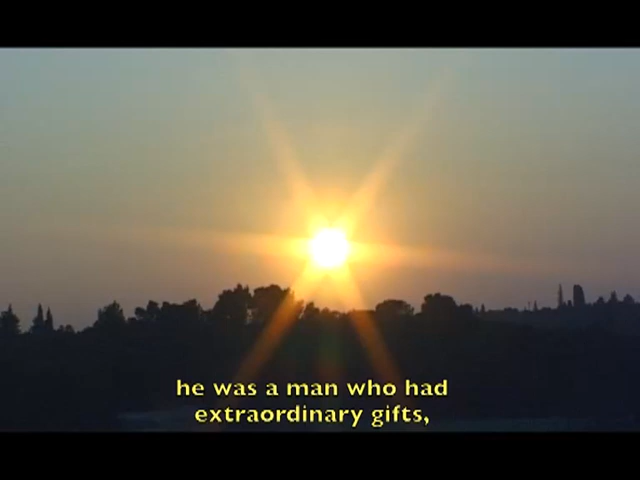 he was a man who had
extraordinary gifts,